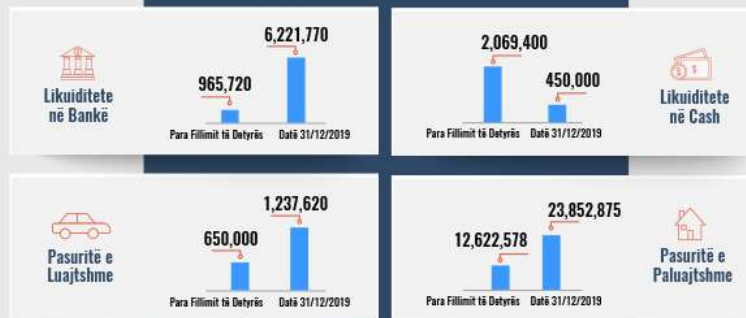 Likuiditete
në Bankë
965,720
6,221,770
Para Fillimit të Detyrës
Datë 31/12/2019
2,069,400
450,000
Para Fillimit të Detyrës
Datë 31/12/2019
Likuiditete
në Cash
Pasuritë e
Luajtshme
650,000
1,237,620
Para Fillimit të Detyrës
Datë 31/12/2019
12,622,578
23,852,875
Para Fillimit të Detyrës
Datë 31/12/2019
Pasuritë e
Paluajtshme